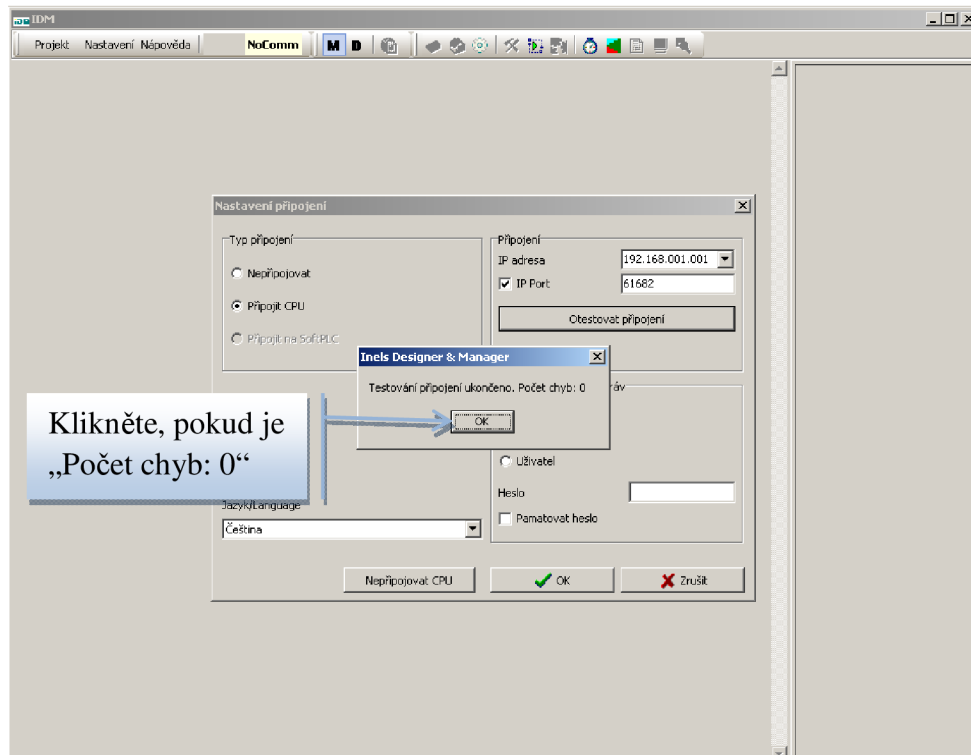 IDM
Projekt Nastavení Nápověda NoComm M D
Nastavení připojení
Typ připojení
Nepřipojovat
Připojit CPU
Připojit na SoftPLC
Připojení
IP adresa 192.168.001.001
IP Port 61682
Otestovat připojení
Inels Designer & Manager
Testování připojení ukončeno. Počet chyb: 0
OK
Klikněte, pokud je
„Počet chyb: 0“
áv
Uživatel
Heslo
Pamatovat heslo
Jazyk/Language
Čeština
Nepřipojovat CPU OK Zrušit